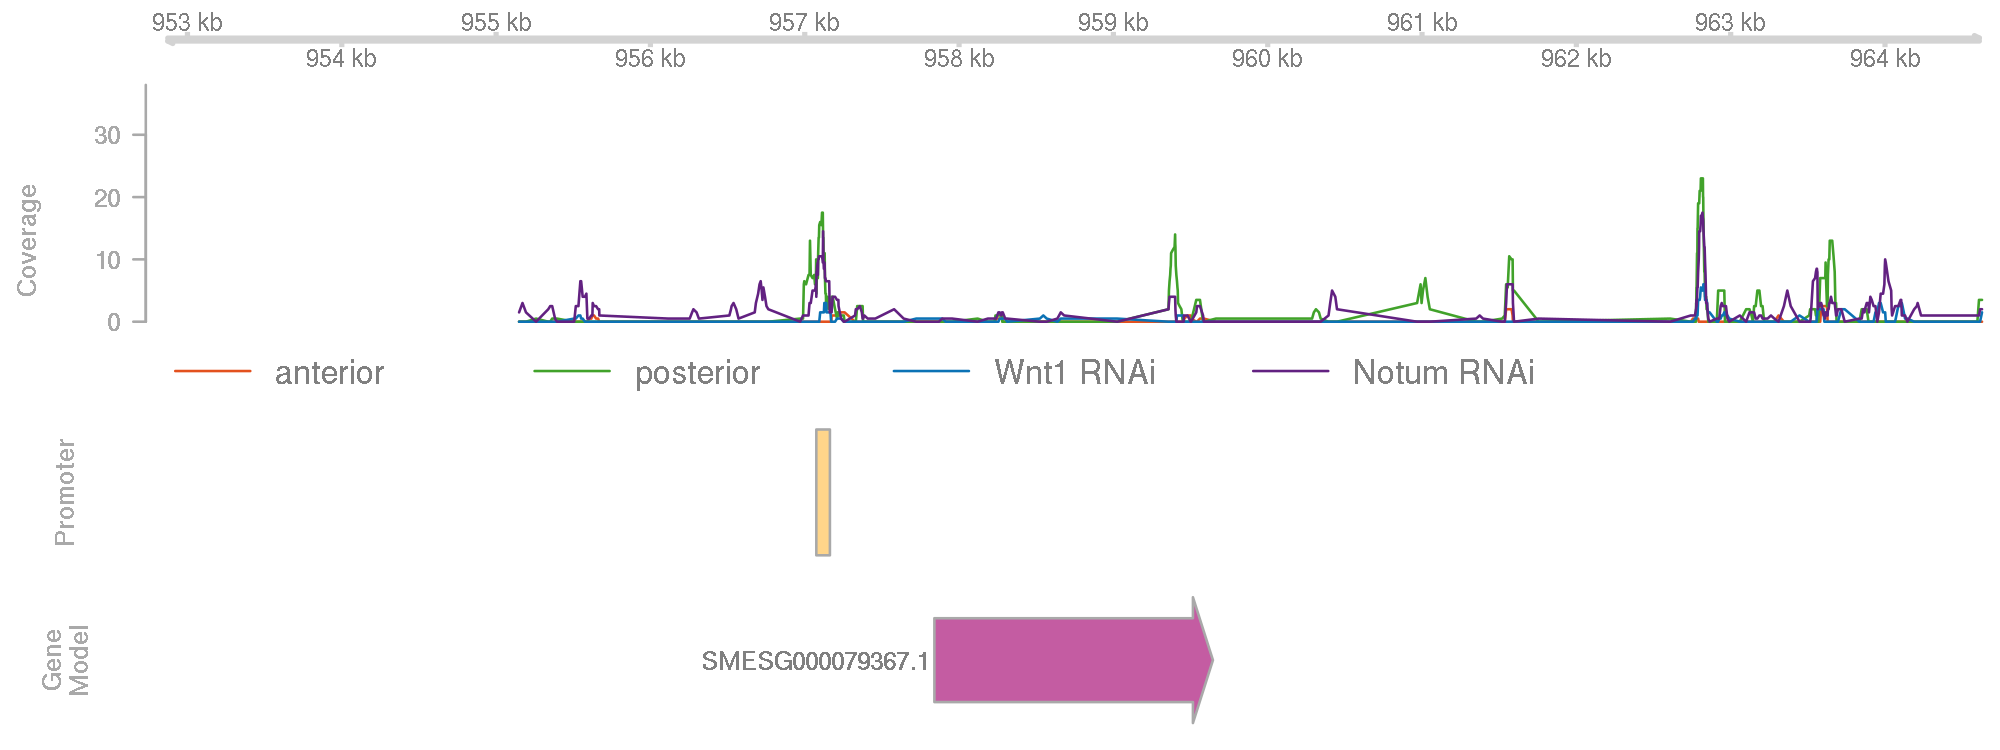 953 kb 955 kb 957 kb 959 kb 961 kb 963 kb
954 kb 956 kb 958 kb 960 kb 962 kb 964 kb
Coverage
30
20
10
0
anterior posterior Wnt1 RNAi Notum RNAi
Promoter
Gene
Model
SMESG000079367.1